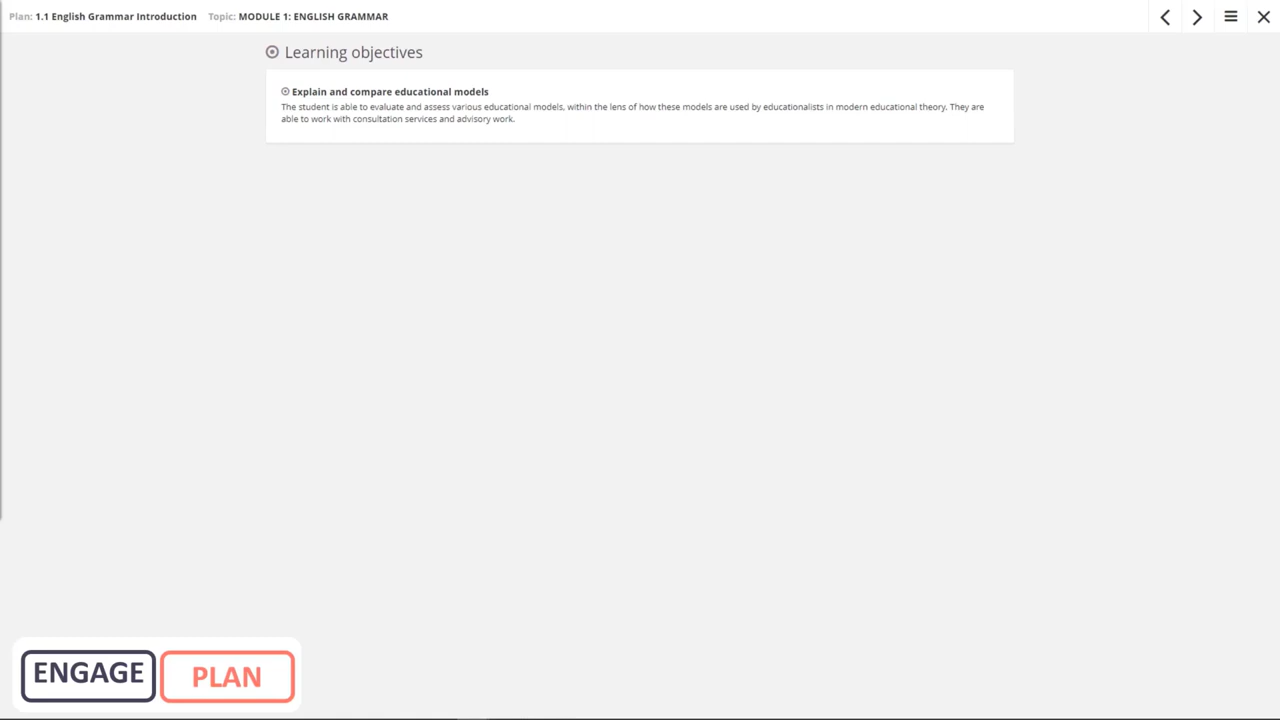 Plan: 1.1 English Grammar Introduction Topic: MODULE 1: ENGLISH GRAMMAR
Learning objectives
Explain and compare educational models
The student is able to evaluate and assess various educational models, within the lens of how these models are used by educationalists in modern educational theory. They are
able to work with consultation services and advisory work.
ENGAGE PLAN